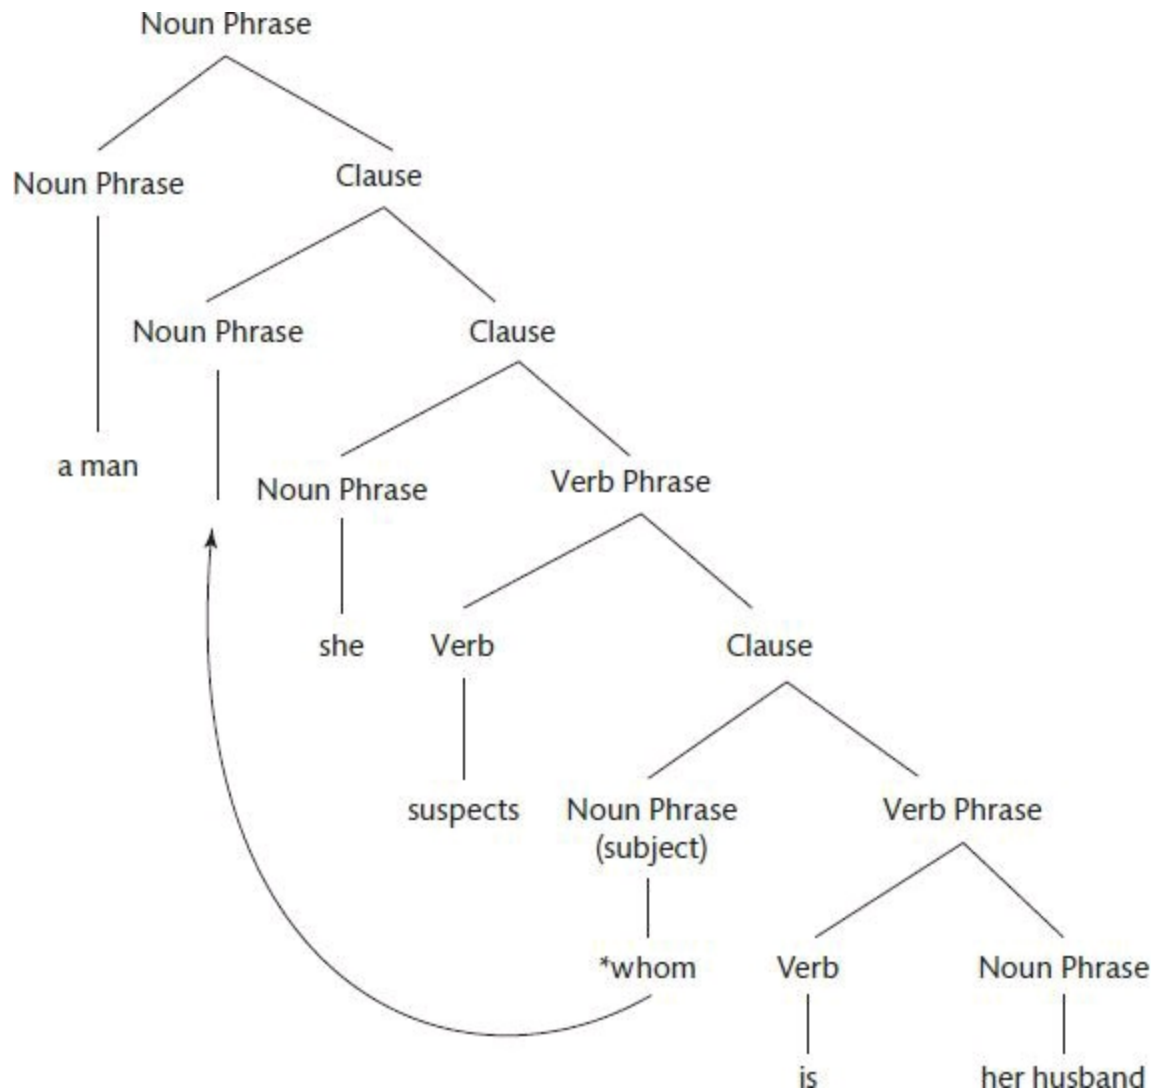 Noun Phrase
Noun Phrase
Clause
Noun Phrase
Clause
a man
Noun Phrase
Verb Phrase
she
Verb
Clause
suspects
Noun Phrase
(subject)
Verb Phrase
*whom
Verb
Noun Phrase
is
her husband